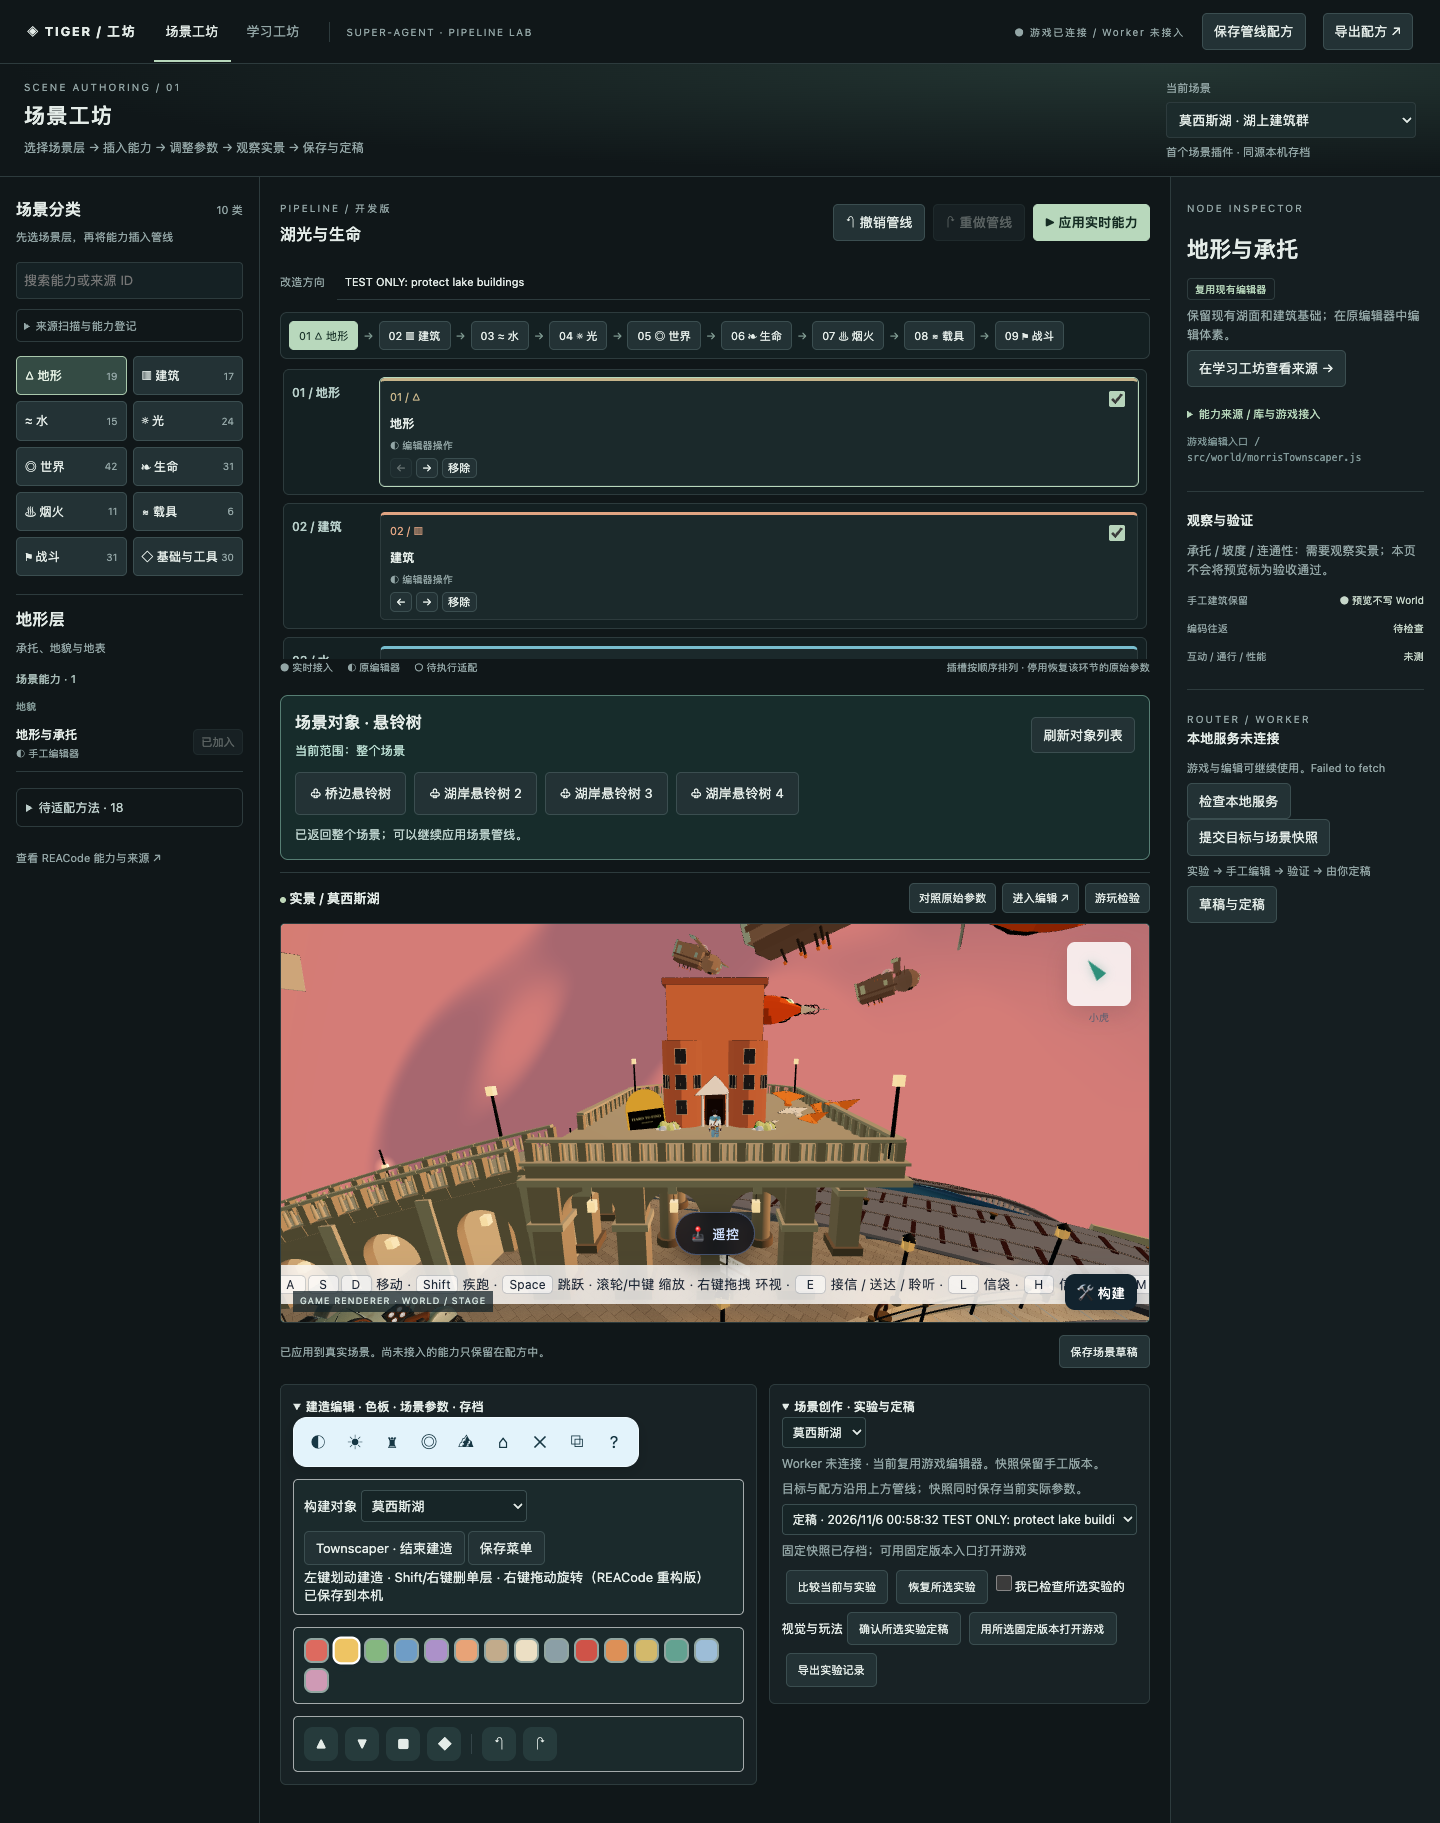 ◈ TIGER / 工坊
场景工坊
学习工坊
SUPER-AGENT · PIPELINE LAB
● 游戏已连接 / Worker 未接入
保存管线配方
导出配方 ↗
SCENE AUTHORING / 01
场景工坊
选择场景层 → 插入能力 → 调整参数 → 观察实景 → 保存与定稿
当前场景
莫西斯湖 · 湖上建筑群
首个场景插件 · 同源本机存档
场景分类
10 类
先选场景层，再将能力插入管线
搜索能力或来源 ID
▶ 来源扫描与能力登记
△ 地形 19
▥ 建筑 17
≈ 水 15
☀ 光 24
◎ 世界 42
❧ 生命 31
♨ 烟火 11
≋ 载具 6
⚑ 战斗 31
◇ 基础与工具 30
地形层
承托、地貌与地表
场景能力 · 1
地貌
地形与承托
◐ 手工编辑器
已加入
▶ 待适配方法 · 18
查看 REACode 能力与来源 ↗
PIPELINE / 开发版
湖光与生命
↶ 撤销管线
↷ 重做管线
▶ 应用实时能力
改造方向
TEST ONLY: protect lake buildings
01 △ 地形 → 02 ▥ 建筑 → 03 ≈ 水 → 04 ☀ 光 → 05 ◎ 世界 → 06 ❧ 生命 → 07 ♨ 烟火 → 08 ≋ 载具 → 09 ⚑ 战斗
01 / 地形
01 / △
地形
◐ 编辑器操作
← → 移除
02 / 建筑
02 / ▥
建筑
◐ 编辑器操作
← → 移除
● 实时接入 ◐ 原编辑器 ○ 待执行适配
插槽按顺序排列 · 停用恢复该环节的原始参数
场景对象 · 悬铃树
当前范围：整个场景
刷新对象列表
桥边悬铃树
湖岸悬铃树 2
湖岸悬铃树 3
湖岸悬铃树 4
已返回整个场景；可以继续应用场景管线。
● 实景 / 莫西斯湖
对照原始参数
进入编辑 ↗
游玩检验
小虎
🕹 遥控
A S D 移动 · Shift 疾跑 · Space 跳跃 · 滚轮/中键 缩放 · 右键拖拽 环视 · E 接信 / 送达 / 聆听 · L 信袋 · H
🛠 构建
GAME RENDERER · WORLD / STAGE
已应用到真实场景。尚未接入的能力只保留在配方中。
保存场景草稿
▼ 建造编辑 · 色板 · 场景参数 · 存档
构建对象 莫西斯湖
Townscaper · 结束建造
保存菜单
左键划动建造 · Shift/右键删单层 · 右键拖动旋转（REACode 重构版）
已保存到本机
▼ 场景创作 · 实验与定稿
莫西斯湖
Worker 未连接 · 当前复用游戏编辑器。快照保留手工版本。
目标与配方沿用上方管线；快照同时保存当前实际参数。
定稿 · 2026/11/6 00:58:32 TEST ONLY: protect lake buildi
固定快照已存档；可用固定版本入口打开游戏
比较当前与实验
恢复所选实验
我已检查所选实验的
视觉与玩法
确认所选实验定稿
用所选固定版本打开游戏
导出实验记录
NODE INSPECTOR
地形与承托
复用现有编辑器
保留现有湖面和建筑基础；在原编辑器中编
辑体素。
在学习工坊查看来源 →
▶ 能力来源 / 库与游戏接入
游戏编辑入口 /
src/world/morrisTownscaper.js
观察与验证
承托 / 坡度 / 连通性：需要观察实景；本页
不会将预览标为验收通过。
手工建筑保留
● 预览不写 World
编码往返
待检查
互动 / 通行 / 性能
未测
ROUTER / WORKER
本地服务未连接
游戏与编辑可继续使用。Failed to fetch
检查本地服务
提交目标与场景快照
实验 → 手工编辑 → 验证 → 由你定稿
草稿与定稿